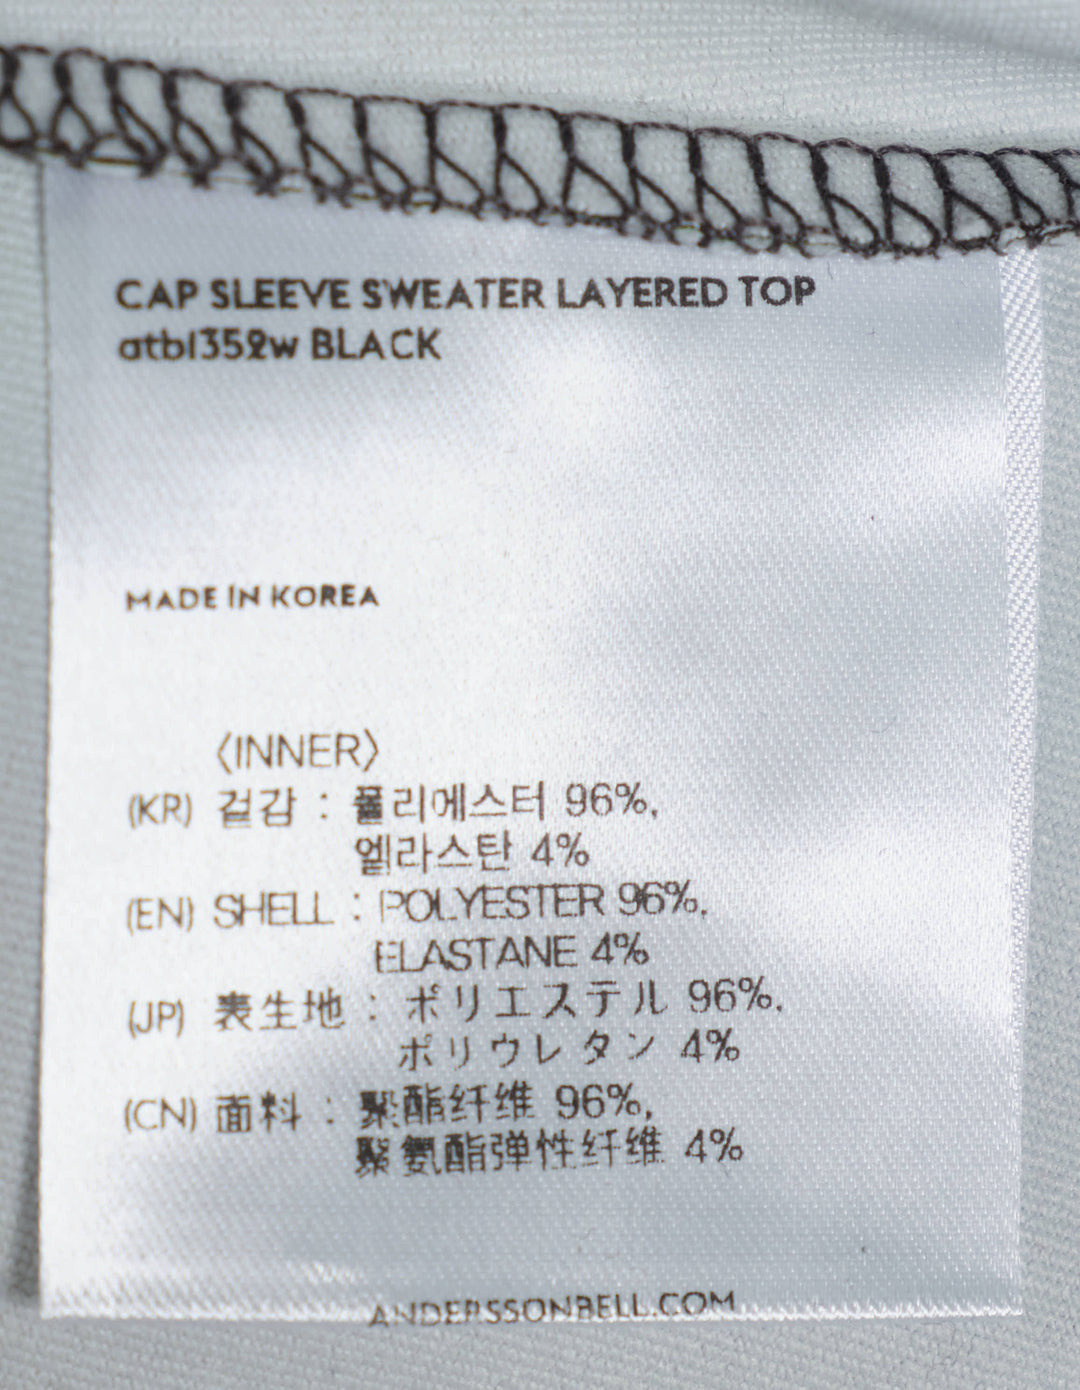 CAP SLEEVE SWEATER LAYERED TOP
atb1352w BLACK
MADE IN KOREA
〈INNER〉
(KR) 겉감 : 폴리에스터 96%,
엘라스탄 4%
(EN) SHELL : POLYESTER 96%,
ELASTANE 4%
(JP) 表生地 : ポリエステル 96%,
ポリウレタン 4%
(CN) 面料 : 聚酯纤维 96%,
聚氨酯弹性纤维 4%
ANDERSSONBELL.COM